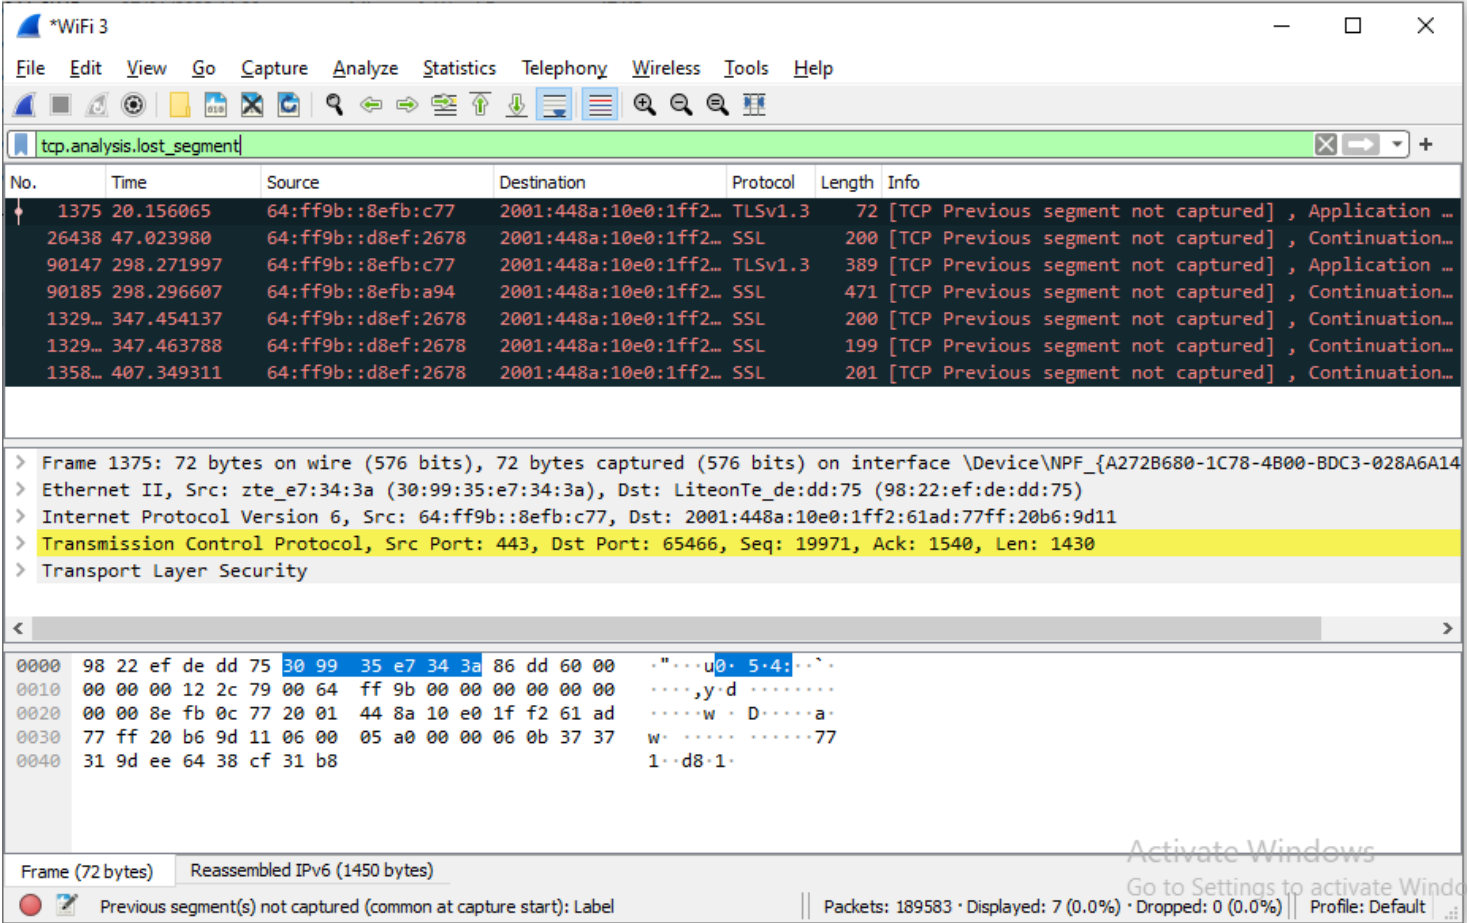 *WiFi 3
File Edit View Go Capture Analyze Statistics Telephony Wireless Tools Help
tcp.analysis.lost_segment
No. Time Source Destination Protocol Length Info
1375 20.156065 64:ff9b::8efb:c77 2001:448a:10e0:1ff2… TLSv1.3 72 [TCP Previous segment not captured] , Application …
26438 47.023980 64:ff9b::d8ef:2678 2001:448a:10e0:1ff2… SSL 200 [TCP Previous segment not captured] , Continuation…
90147 298.271997 64:ff9b::8efb:c77 2001:448a:10e0:1ff2… TLSv1.3 389 [TCP Previous segment not captured] , Application …
90185 298.296607 64:ff9b::8efb:a94 2001:448a:10e0:1ff2… SSL 471 [TCP Previous segment not captured] , Continuation…
1329… 347.454137 64:ff9b::d8ef:2678 2001:448a:10e0:1ff2… SSL 200 [TCP Previous segment not captured] , Continuation…
1329… 347.463788 64:ff9b::d8ef:2678 2001:448a:10e0:1ff2… SSL 199 [TCP Previous segment not captured] , Continuation…
1358… 407.349311 64:ff9b::d8ef:2678 2001:448a:10e0:1ff2… SSL 201 [TCP Previous segment not captured] , Continuation…
Frame 1375: 72 bytes on wire (576 bits), 72 bytes captured (576 bits) on interface \Device\NPF_{A272B680-1C78-4B00-BDC3-028A6A14
Ethernet II, Src: zte_e7:34:3a (30:99:35:e7:34:3a), Dst: LiteonTe_de:dd:75 (98:22:ef:de:dd:75)
Internet Protocol Version 6, Src: 64:ff9b::8efb:c77, Dst: 2001:448a:10e0:1ff2:61ad:77ff:20b6:9d11
Transmission Control Protocol, Src Port: 443, Dst Port: 65466, Seq: 19971, Ack: 1540, Len: 1430
Transport Layer Security
0000 98 22 ef de dd 75 30 99 35 e7 34 3a 86 dd 60 00 ·"···u0· 5·4:··`·
0010 00 00 00 12 2c 79 00 64 ff 9b 00 00 00 00 00 00 ····,y·d ········
0020 00 00 8e fb 0c 77 20 01 44 8a 10 e0 1f f2 61 ad ·····w · D·····a·
0030 77 ff 20 b6 9d 11 06 00 05 a0 00 00 06 0b 37 37 w· ····· ······77
0040 31 9d ee 64 38 cf 31 b8 1··d8·1·
Activate Windows
Frame (72 bytes) Reassembled IPv6 (1450 bytes)
Go to Settings to activate Windo
Previous segment(s) not captured (common at capture start): Label Packets: 189583 · Displayed: 7 (0.0%) · Dropped: 0 (0.0%) Profile: Default